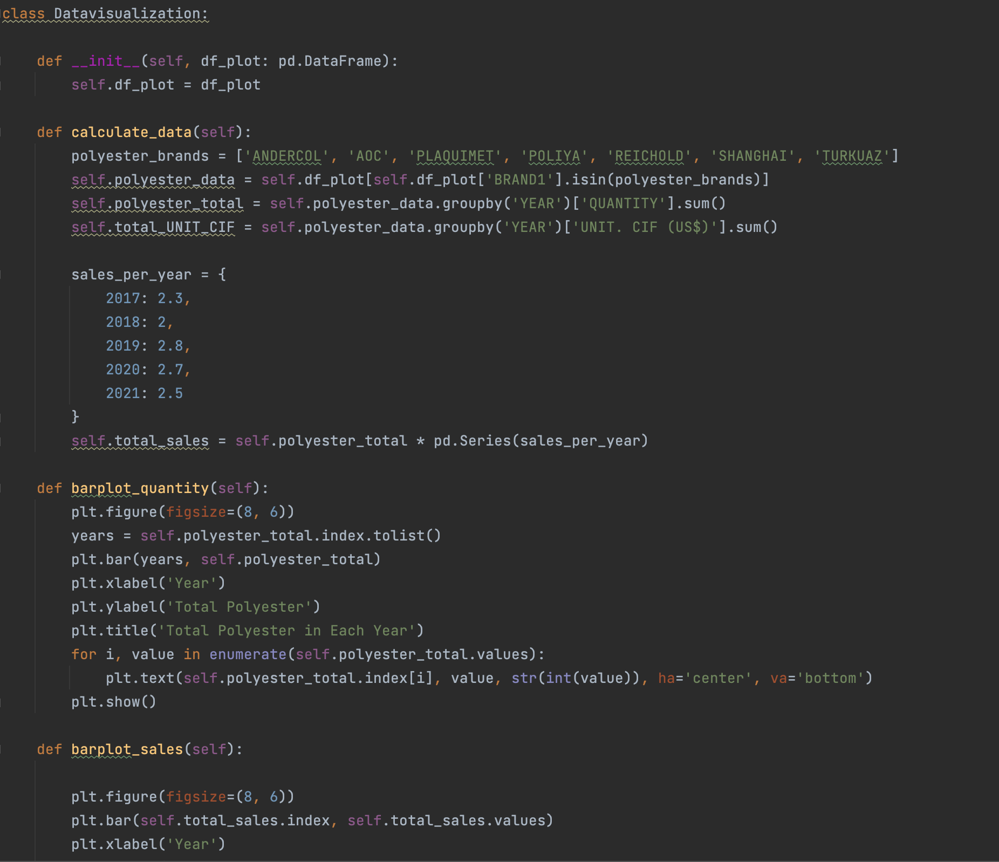 class Datavisualization:
def __init__(self, df_plot: pd.DataFrame):
self.df_plot = df_plot
def calculate_data(self):
polyester_brands = ['ANDERCOL', 'AOC', 'PLAQUIMET', 'POLIYA', 'REICHOLD', 'SHANGHAI', 'TURKUAZ']
self.polyester_data = self.df_plot[self.df_plot['BRAND1'].isin(polyester_brands)]
self.polyester_total = self.polyester_data.groupby('YEAR')['QUANTITY'].sum()
self.total_UNIT_CIF = self.polyester_data.groupby('YEAR')['UNIT. CIF (US$)'].sum()
sales_per_year = {
2017: 2.3,
2018: 2,
2019: 2.8,
2020: 2.7,
2021: 2.5
}
self.total_sales = self.polyester_total * pd.Series(sales_per_year)
def barplot_quantity(self):
plt.figure(figsize=(8, 6))
years = self.polyester_total.index.tolist()
plt.bar(years, self.polyester_total)
plt.xlabel('Year')
plt.ylabel('Total Polyester')
plt.title('Total Polyester in Each Year')
for i, value in enumerate(self.polyester_total.values):
plt.text(self.polyester_total.index[i], value, str(int(value)), ha='center', va='bottom')
plt.show()
def barplot_sales(self):
plt.figure(figsize=(8, 6))
plt.bar(self.total_sales.index, self.total_sales.values)
plt.xlabel('Year')